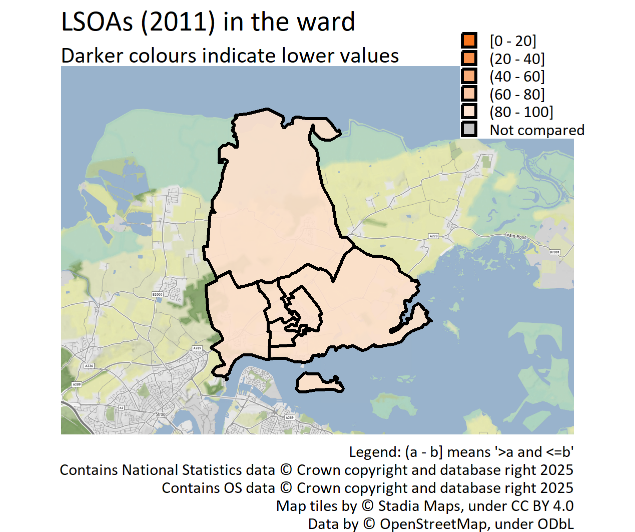 LSOAs (2011) in the ward
Darker colours indicate lower values
[0 - 20]
(20 - 40]
(40 - 60]
(60 - 80]
(80 - 100]
Not compared
Legend: (a - b] means '>a and <=b'
Contains National Statistics data © Crown copyright and database right 2025
Contains OS data © Crown copyright and database right 2025
Map tiles by © Stadia Maps, under CC BY 4.0
Data by © OpenStreetMap, under ODbL